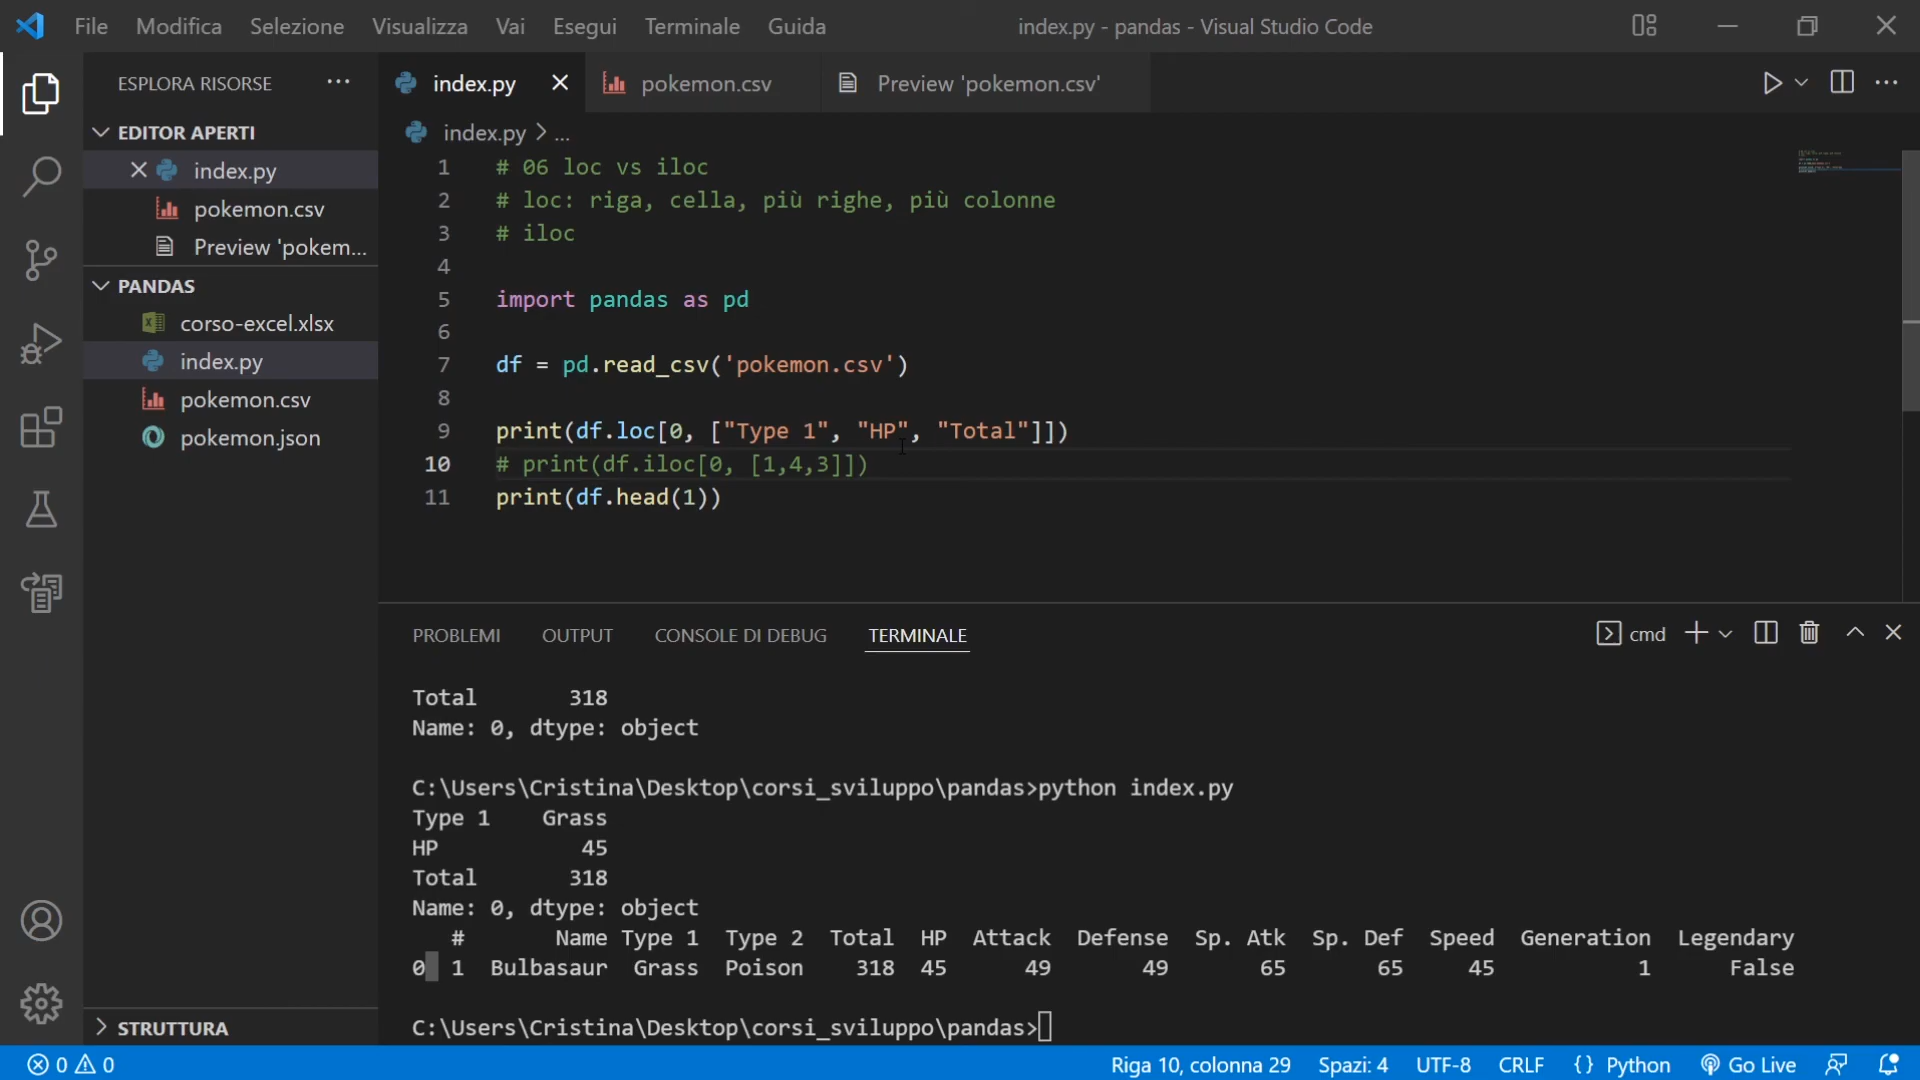 File Modifica Selezione Visualizza Vai Esegui Terminale Guida index.py - pandas - Visual Studio Code
ESPLORA RISORSE ...
index.py
pokemon.csv
Preview 'pokemon.csv'
EDITOR APERTI
index.py
pokemon.csv
Preview 'pokem...
PANDAS
corso-excel.xlsx
index.py
pokemon.csv
pokemon.json
STRUTTURA
index.py > ...
1 # 06 loc vs iloc
2 # loc: riga, cella, più righe, più colonne
3 # iloc
4
5 import pandas as pd
6
7 df = pd.read_csv('pokemon.csv')
8
9 print(df.loc[0, ["Type 1", "HP", "Total"]])
10 # print(df.iloc[0, [1,4,3]])
11 print(df.head(1))
PROBLEMI OUTPUT CONSOLE DI DEBUG TERMINALE cmd
Total 318
Name: 0, dtype: object
C:\Users\Cristina\Desktop\corsi_sviluppo\pandas>python index.py
Type 1 Grass
HP 45
Total 318
Name: 0, dtype: object
# Name Type 1 Type 2 Total HP Attack Defense Sp. Atk Sp. Def Speed Generation Legendary
0 1 Bulbasaur Grass Poison 318 45 49 49 65 65 45 1 False
C:\Users\Cristina\Desktop\corsi_sviluppo\pandas>
0 0 Riga 10, colonna 29 Spazi: 4 UTF-8 CRLF {} Python Go Live